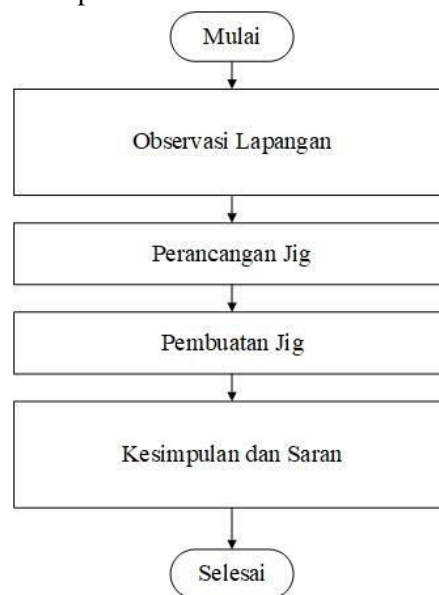 Mulai
Observasi Lapangan
Perancangan Jig
Pembuatan Jig
Kesimpulan dan Saran
Selesai